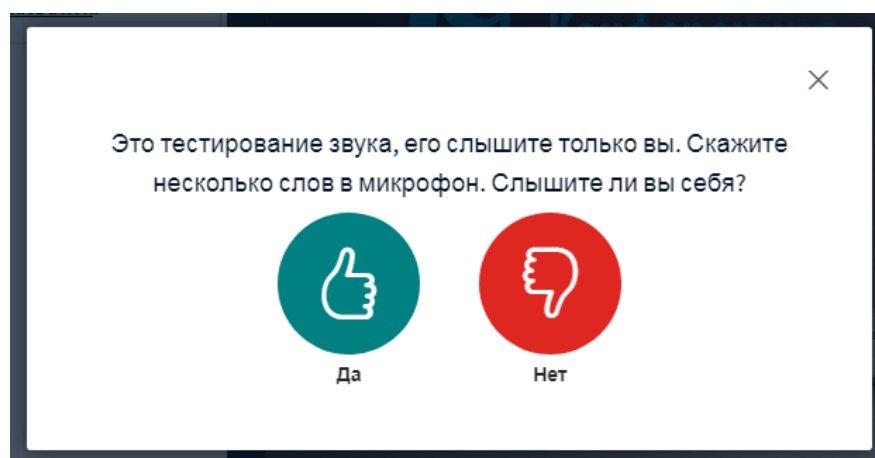 Это тестирование звука, его слышите только вы. Скажите
несколько слов в микрофон. Слышите ли вы себя?
Да
Нет